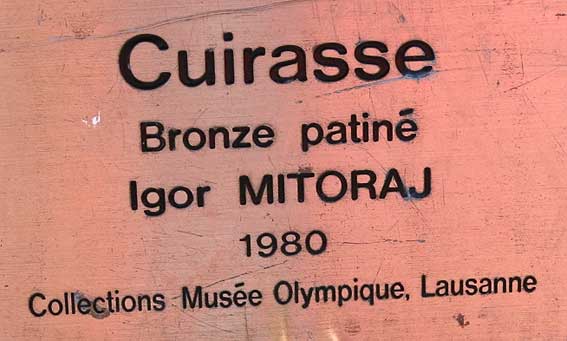 Cuirasse
Bronze patiné
Igor MITORAJ
1980
Collections Musée Olympique, Lausanne